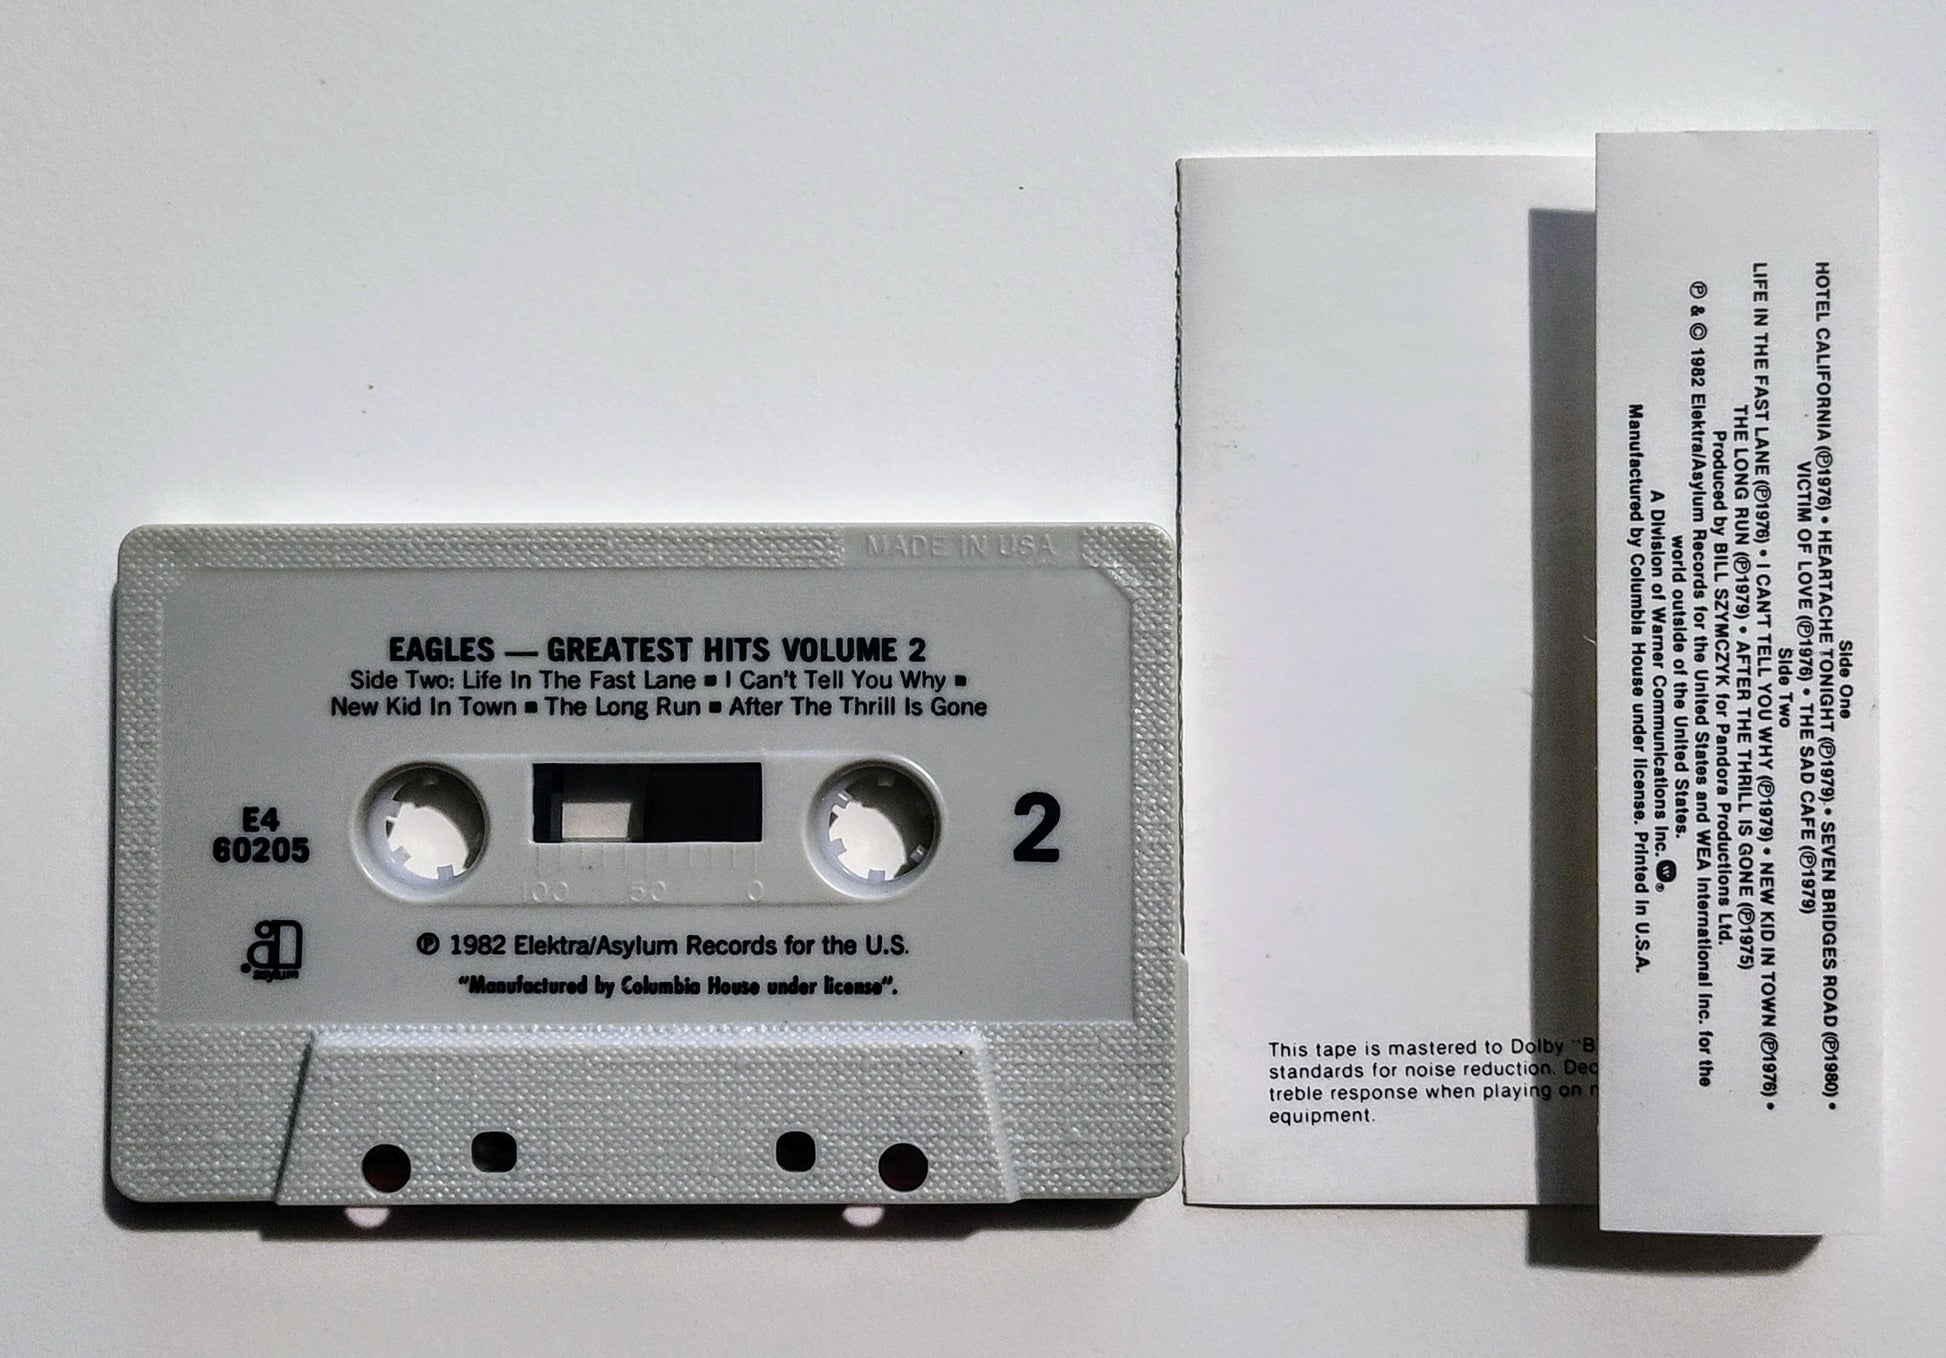 MADE IN USA
EAGLES — GREATEST HITS VOLUME 2
Side Two: Life In The Fast Lane ■ I Can't Tell You Why ■
New Kid In Town ■ The Long Run ■ After The Thrill Is Gone
E4
60205
2
100 50 0
asylum
℗ 1982 Elektra/Asylum Records for the U.S.
"Manufactured by Columbia House under license".
This tape is mastered to Dolby "B
standards for noise reduction. Dec
treble response when playing on n
equipment.
Side One
HOTEL CALIFORNIA (℗1976) • HEARTACHE TONIGHT (℗1979) • SEVEN BRIDGES ROAD (℗1980) •
VICTIM OF LOVE (℗1976) • THE SAD CAFE (℗1979)
Side Two
LIFE IN THE FAST LANE (℗1976) • I CAN'T TELL YOU WHY (℗1979) • NEW KID IN TOWN (℗1976) •
THE LONG RUN (℗1979) • AFTER THE THRILL IS GONE (℗1975)
Produced by BILL SZYMCZYK for Pandora Productions Ltd.
℗ & © 1982 Elektra/Asylum Records for the United States and WEA International Inc. for the
world outside of the United States.
A Division of Warner Communications Inc. ®
Manufactured by Columbia House under license. Printed in U.S.A.